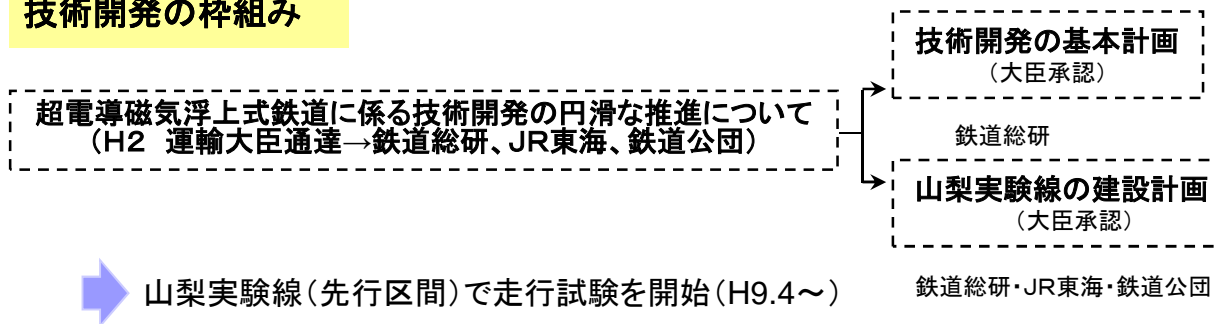 技術開発の枠組み
超電導磁気浮上式鉄道に係る技術開発の円滑な推進について
（H2　運輸大臣通達→鉄道総研、JR東海、鉄道公団）
技術開発の基本計画
（大臣承認）
鉄道総研
山梨実験線の建設計画
（大臣承認）
鉄道総研・JR東海・鉄道公団
山梨実験線（先行区間）で走行試験を開始（H9.4～）